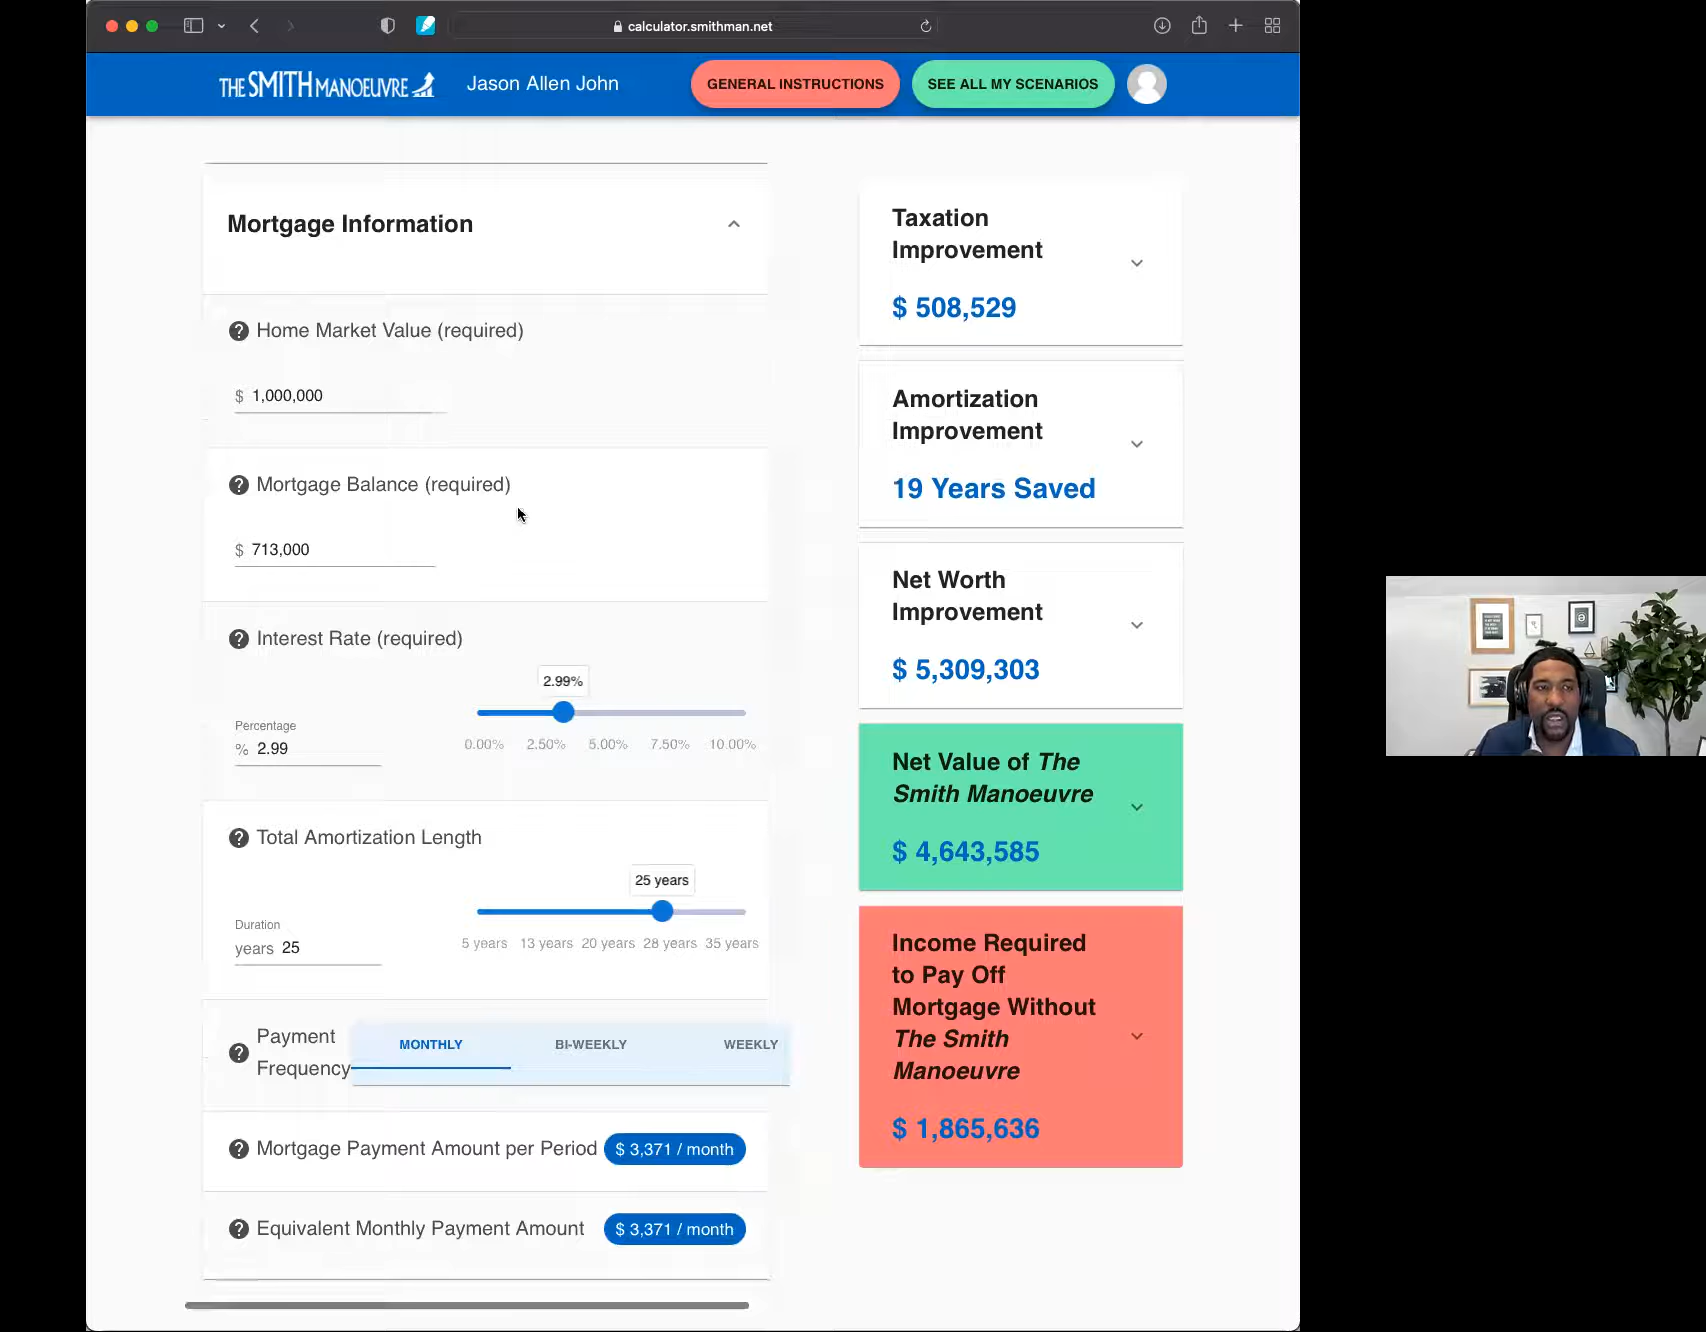 calculator.smithman.net
THE SMITH MANOEUVRE
Jason Allen John
GENERAL INSTRUCTIONS
SEE ALL MY SCENARIOS
Mortgage Information
? Home Market Value (required)
$ 1,000,000
? Mortgage Balance (required)
$ 713,000
? Interest Rate (required)
2.99%
Percentage
% 2.99
0.00% 2.50% 5.00% 7.50% 10.00%
? Total Amortization Length
25 years
Duration
years 25
5 years 13 years 20 years 28 years 35 years
? Payment
Frequency
MONTHLY BI-WEEKLY WEEKLY
? Mortgage Payment Amount per Period $ 3,371 / month
? Equivalent Monthly Payment Amount $ 3,371 / month
Taxation
Improvement
$ 508,529
Amortization
Improvement
19 Years Saved
Net Worth
Improvement
$ 5,309,303
Net Value of The
Smith Manoeuvre
$ 4,643,585
Income Required
to Pay Off
Mortgage Without
The Smith
Manoeuvre
$ 1,865,636